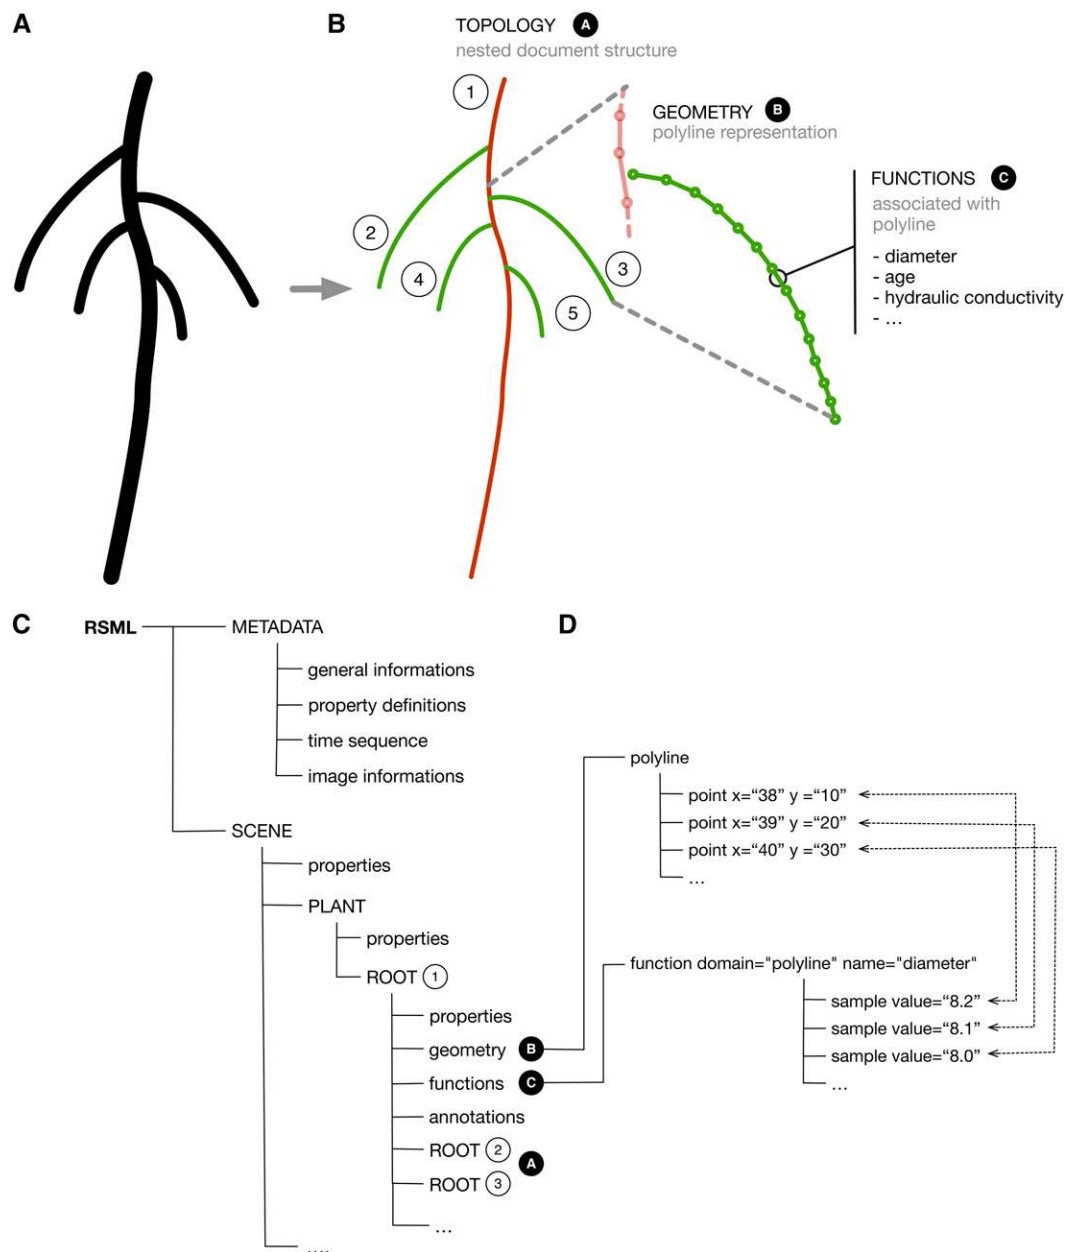 A
B
TOPOLOGY A
nested document structure
1
GEOMETRY B
polyline representation
FUNCTIONS C
associated with
polyline
- diameter
- age
- hydraulic conductivity
- ...
2
4
3
5
C
RSML
METADATA
general informations
property definitions
time sequence
image informations
SCENE
properties
PLANT
properties
ROOT 1
properties
geometry B
functions C
annotations
ROOT 2
A
ROOT 3
...
....
D
polyline
point x=“38” y =“10”
point x=“39” y =“20”
point x=“40” y =“30”
...
function domain="polyline" name="diameter"
sample value=“8.2”
sample value=“8.1”
sample value=“8.0”
...